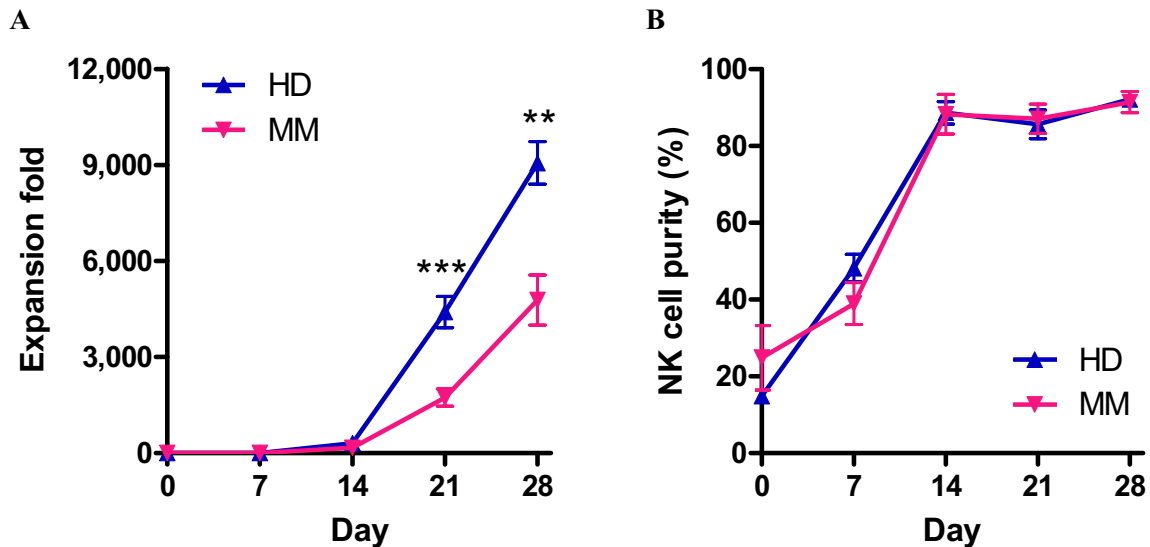 A
12,000
9,000
6,000
3,000
0
Expansion fold
HD
MM
***
**
0 7 14 21 28
Day
B
100
80
60
40
20
0
NK cell purity (%)
HD
MM
0 7 14 21 28
Day